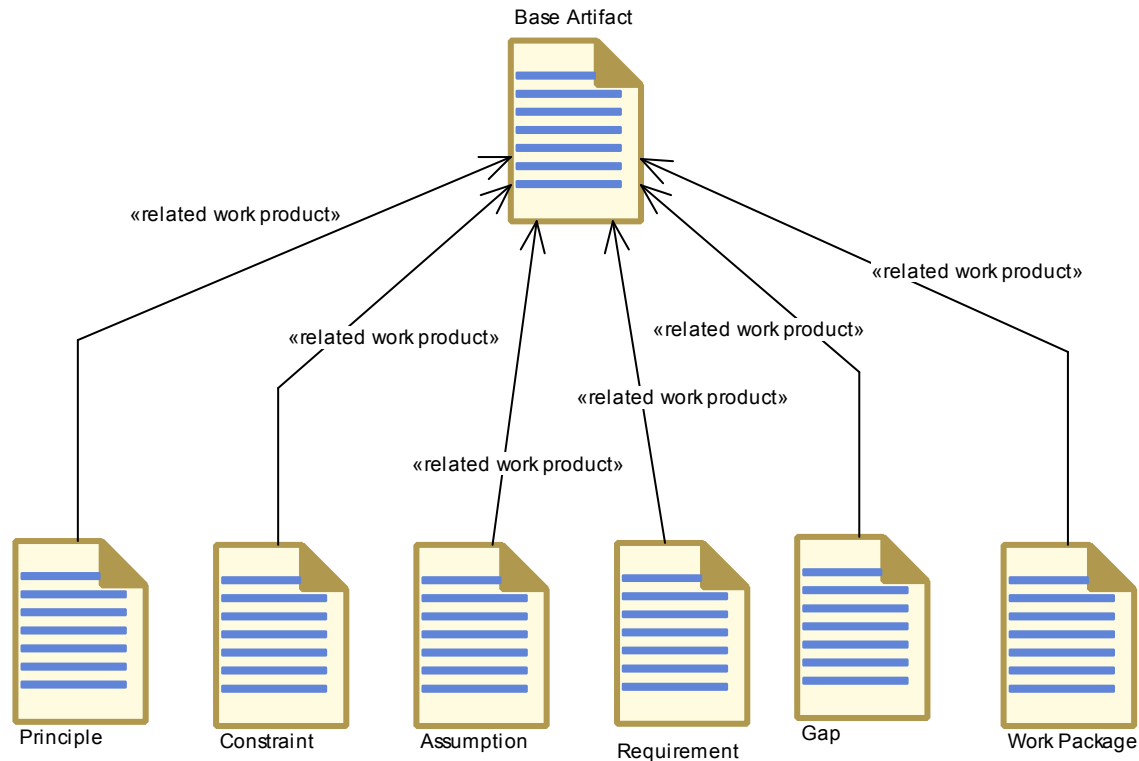 Base Artifact
«related work product»
«related work product»
«related work product»
«related work product»
«related work product»
«related work product»
Principle
Constraint
Assumption
Requirement
Gap
Work Package